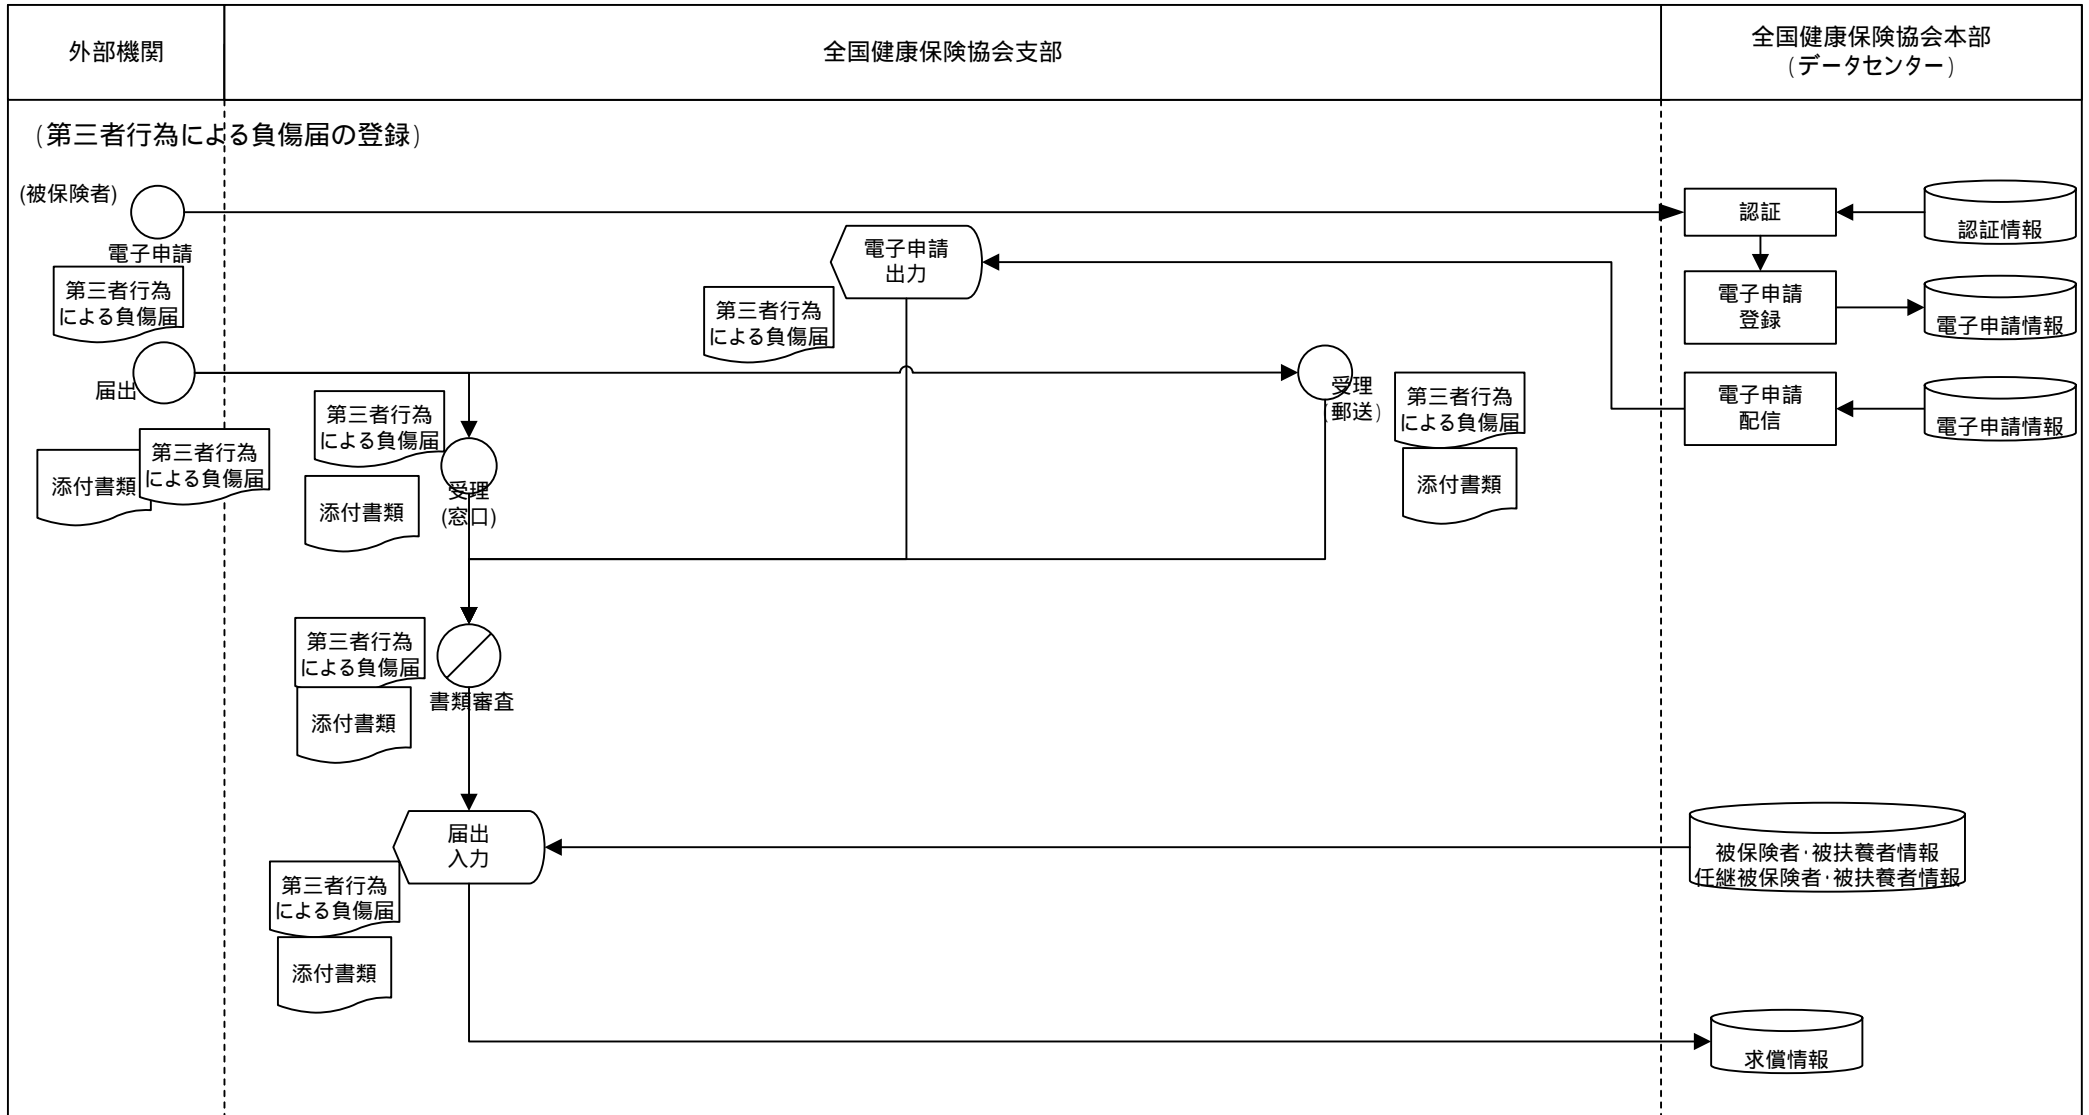 外部機関
全国健康保険協会支部
全国健康保険協会本部
(データセンター)
(第三者行為による負傷届の登録)
(被保険者)
電子申請
第三者行為
による負傷届
認証
認証情報
電子申請
出力
第三者行為
による負傷届
電子申請
登録
電子申請情報
届出
添付書類
第三者行為
による負傷届
第三者行為
による負傷届
添付書類
受理
(窓口)
受理
(郵送)
第三者行為
による負傷届
添付書類
電子申請
配信
電子申請情報
第三者行為
による負傷届
添付書類
書類審査
届出
入力
第三者行為
による負傷届
添付書類
被保険者・被扶養者情報
任継被保険者・被扶養者情報
求償情報